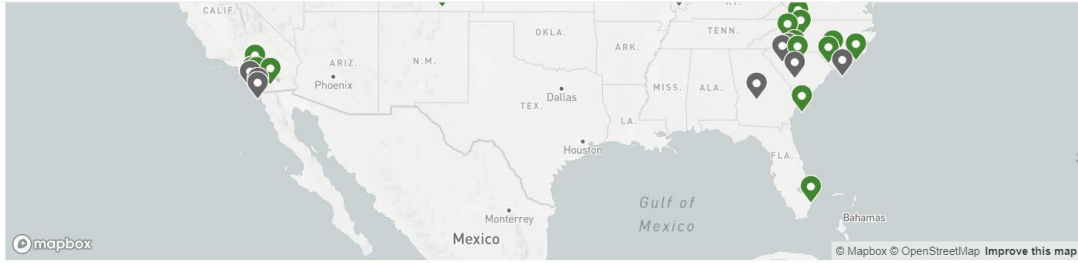 CALIF.
KY.
OKLA.
TENN.
ARIZ.
N.M.
ARK.
Phoenix
MISS.
ALA.
Dallas
TEX.
LA.
Houston
FLA.
Gulf of
Mexico
Monterrey
Bahamas
Mexico
mapbox
© Mapbox © OpenStreetMap Improve this map